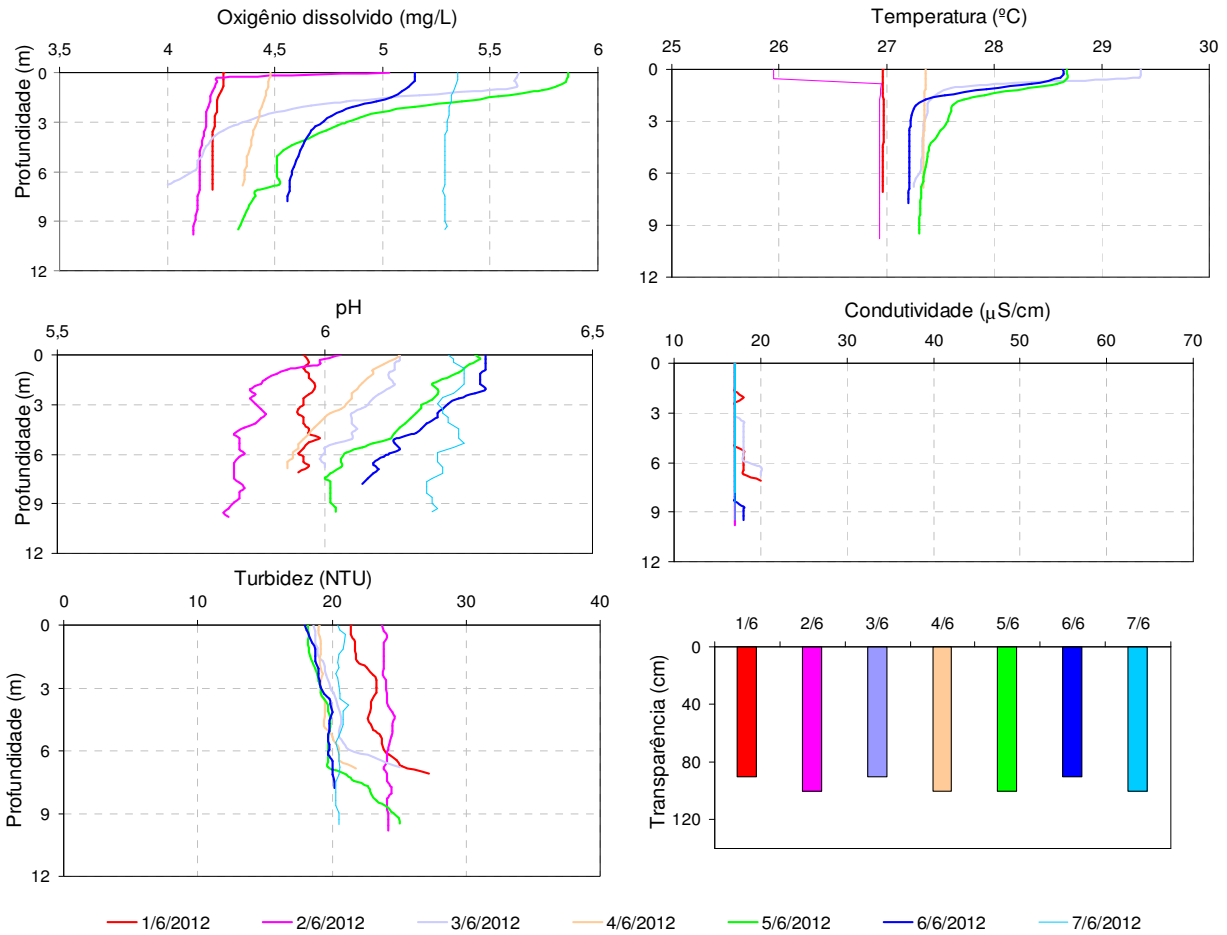 Oxigênio dissolvido (mg/L)
3,5 4 4,5 5 5,5 6
Profundidade (m)
0
3
6
9
12
Temperatura (ºC)
25 26 27 28 29 30
0
3
6
9
12
pH
5,5 6 6,5
Profundidade (m)
0
3
6
9
12
Condutividade (µS/cm)
10 20 30 40 50 60 70
0
3
6
9
12
Turbidez (NTU)
0 10 20 30 40
Profundidade (m)
0
3
6
9
12
1/6 2/6 3/6 4/6 5/6 6/6 7/6
Transparência (cm)
0
40
80
120
1/6/2012 2/6/2012 3/6/2012 4/6/2012 5/6/2012 6/6/2012 7/6/2012